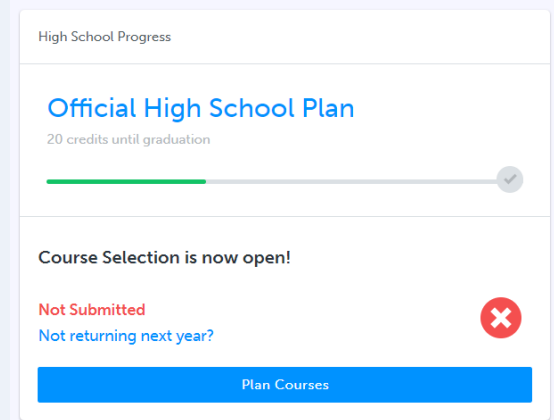 High School Progress
Official High School Plan
20 credits until graduation
Course Selection is now open!
Not Submitted
Not returning next year?
Plan Courses